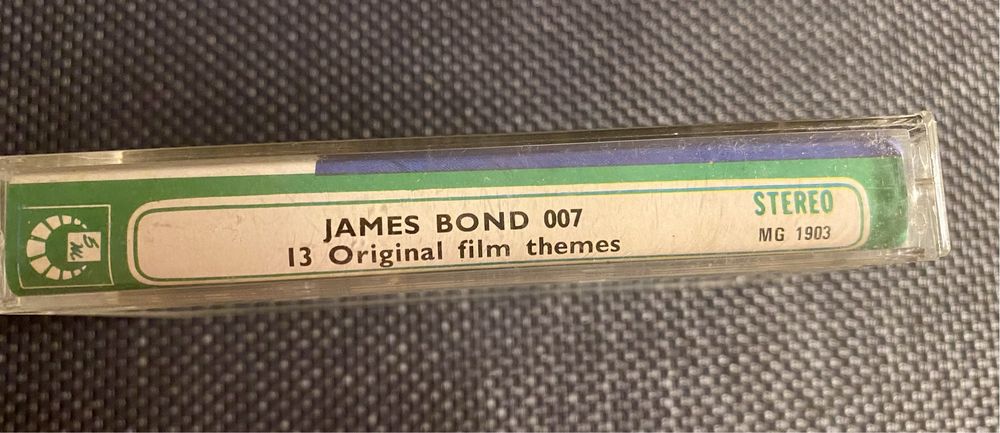 JAMES BOND 007
13 Original film themes
STEREO
MG 1903